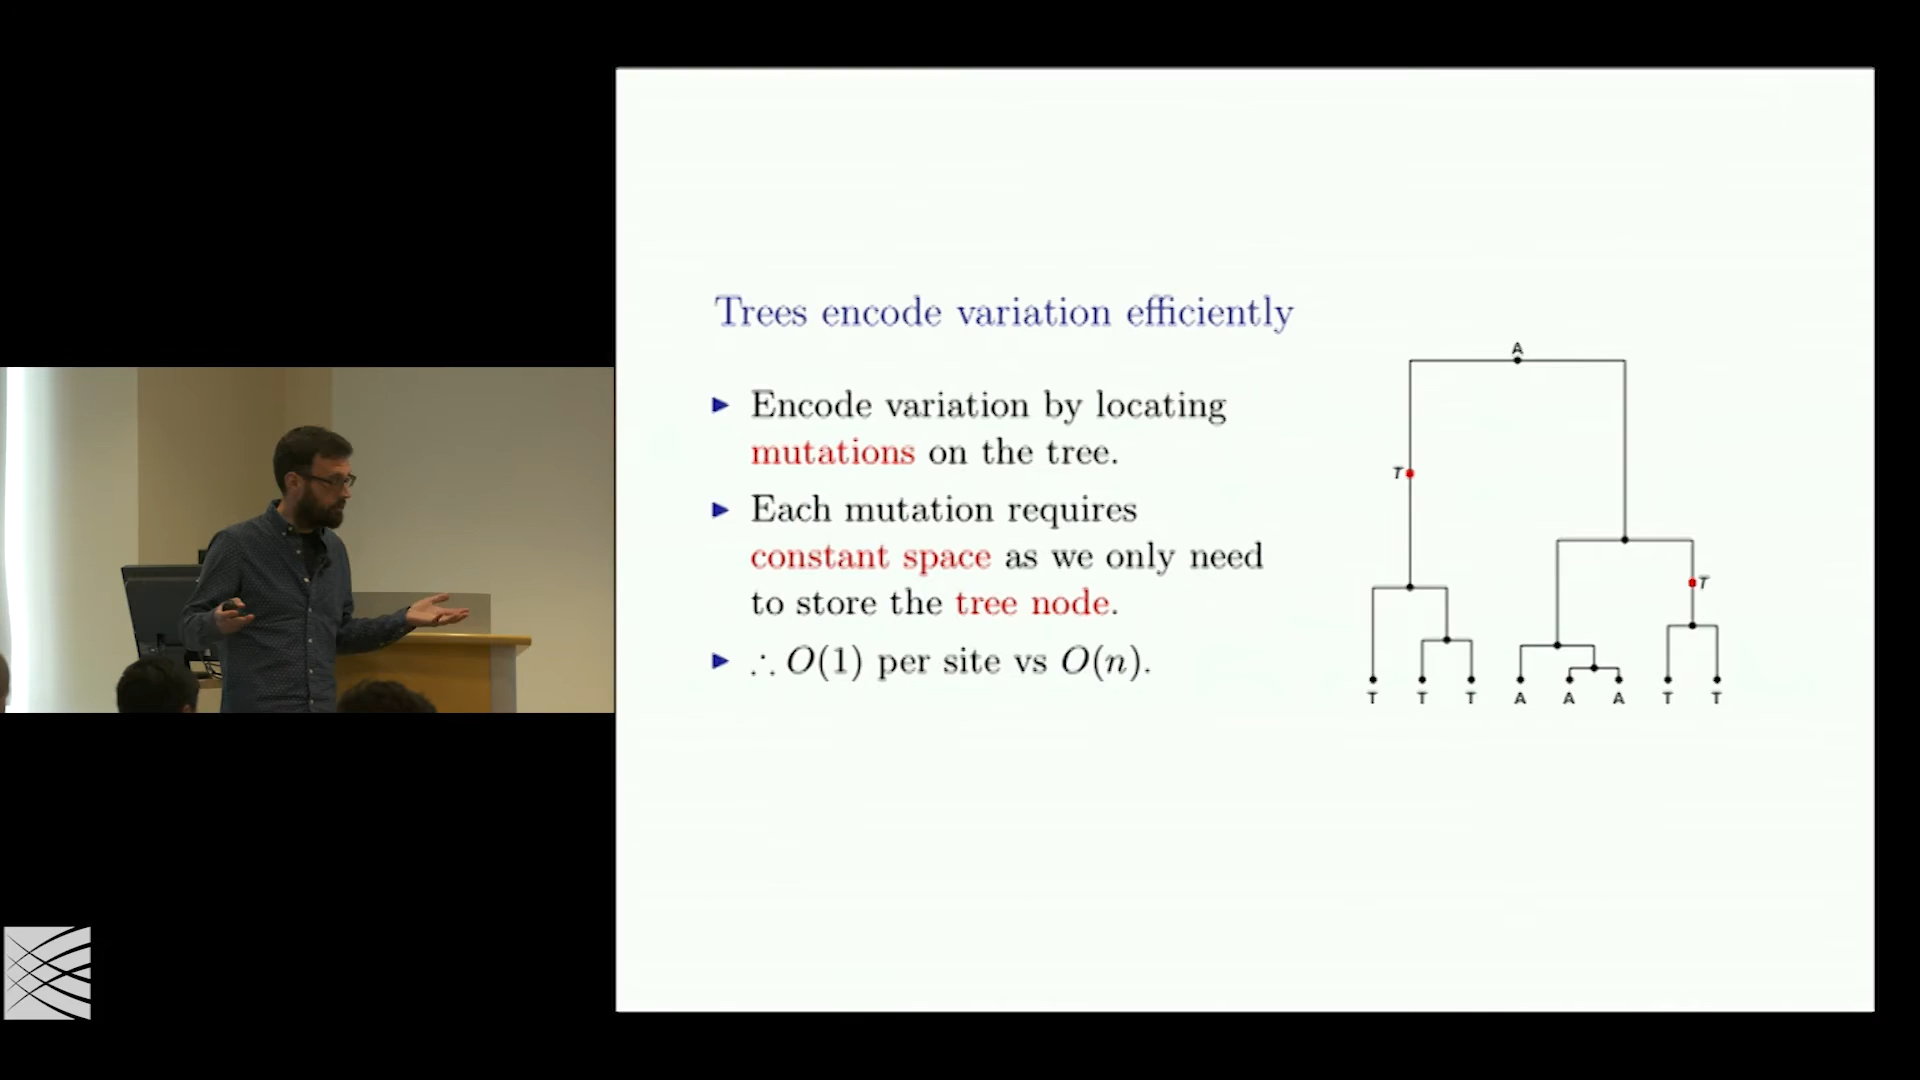 Trees encode variation efficiently
▶ Encode variation by locating
mutations on the tree.
▶ Each mutation requires
constant space as we only need
to store the tree node.
▶ ∴ O(1) per site vs O(n).
A
T
T
T T T A A A T T